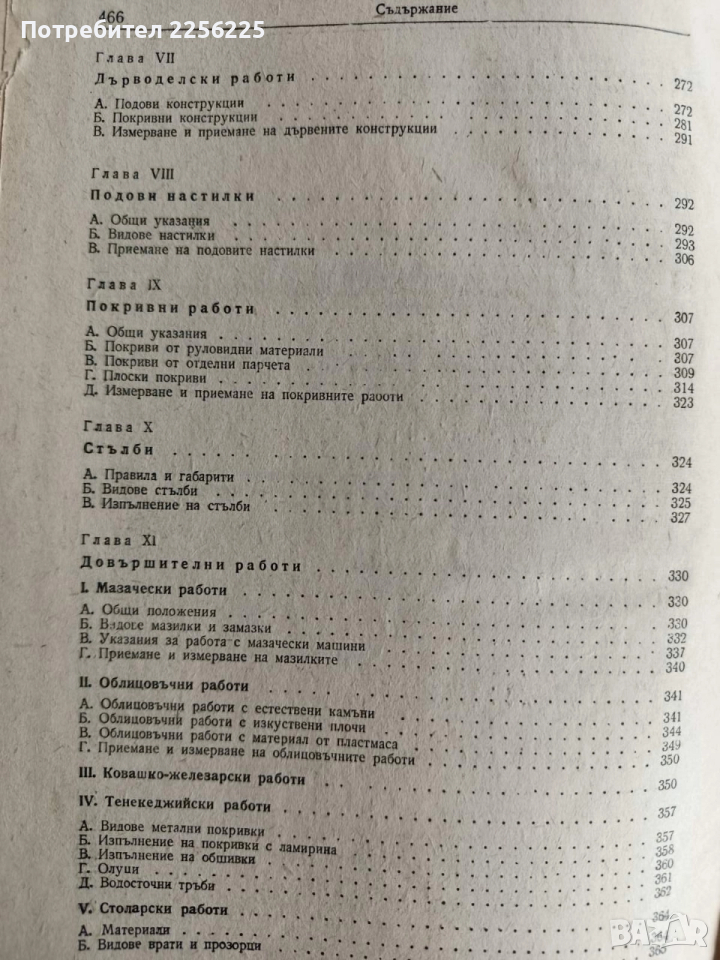 Потребител 2256225
466 Съдържание
Глава VII
Дърводелски работи 272
А. Подови конструкции 272
Б. Покривни конструкции 281
В. Измерване и приемане на дървените конструкции 291
Глава VIII
Подови настилки 292
А. Общи указания 292
Б. Видове настилки 293
В. Приемане на подовите настилки 306
Глава IX
Покривни работи 307
А. Общи указания 307
Б. Покриви от руловидни материали 307
В. Покриви от отделни парчета 309
Г. Плоски покриви 314
Д. Измерване и приемане на покривните работи 323
Глава X
Стълби 324
А. Правила и габарити 324
Б. Видове стълби 325
В. Изпълнение на стълби 327
Глава XI
Довършителни работи 330
I. Мазачески работи 330
А. Общи положения 330
Б. Видове мазилки и замазки 332
В. Указания за работа с мазачески машини 337
Г. Приемане и измерване на мазилките 340
II. Облицовъчни работи 341
А. Облицовъчни работи с естествени камъни 341
Б. Облицовъчни работи с изкуствени плочи 344
В. Облицовъчни работи с материал от пластмаса 349
Г. Приемане и измерване на облицовъчните работи 350
III. Ковашко-железарски работи 350
IV. Тенекеджийски работи 357
А. Видове метални покривки 357
Б. Изпълнение на покривки с ламарина 358
В. Изпълнение на обшивки 360
Г. Олуци 361
Д. Водосточни тръби 362
V. Столарски работи 364
А. Материали 364
Б. Видове врати и прозорци 365
BAZAR